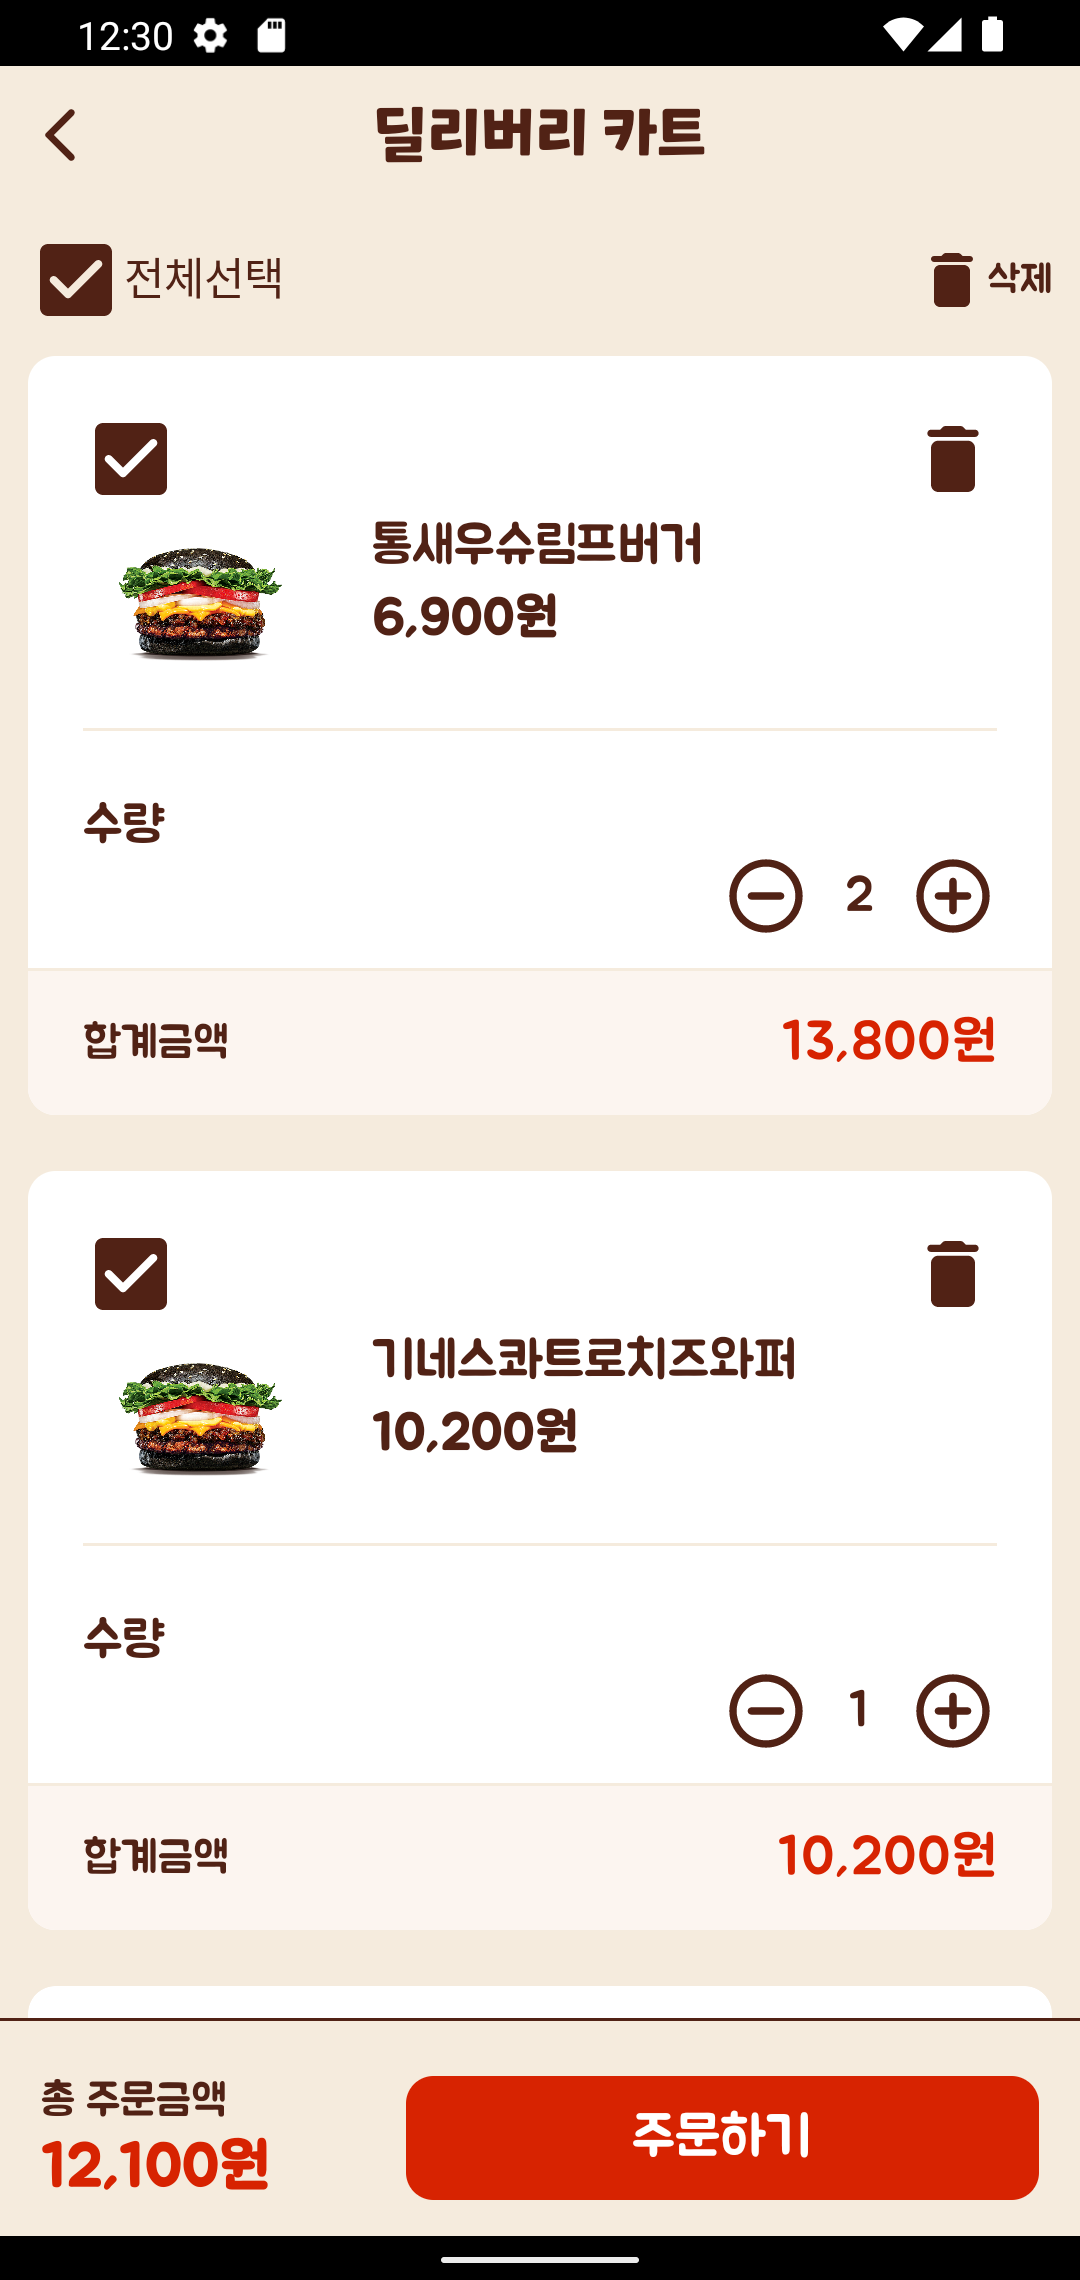 12:30
딜리버리 카트
전체선택
삭제
통새우슈림프버거
6,900원
수량
2
합계금액
13,800원
기네스콰트로치즈와퍼
10,200원
수량
1
합계금액
10,200원
총 주문금액
12,100원
주문하기